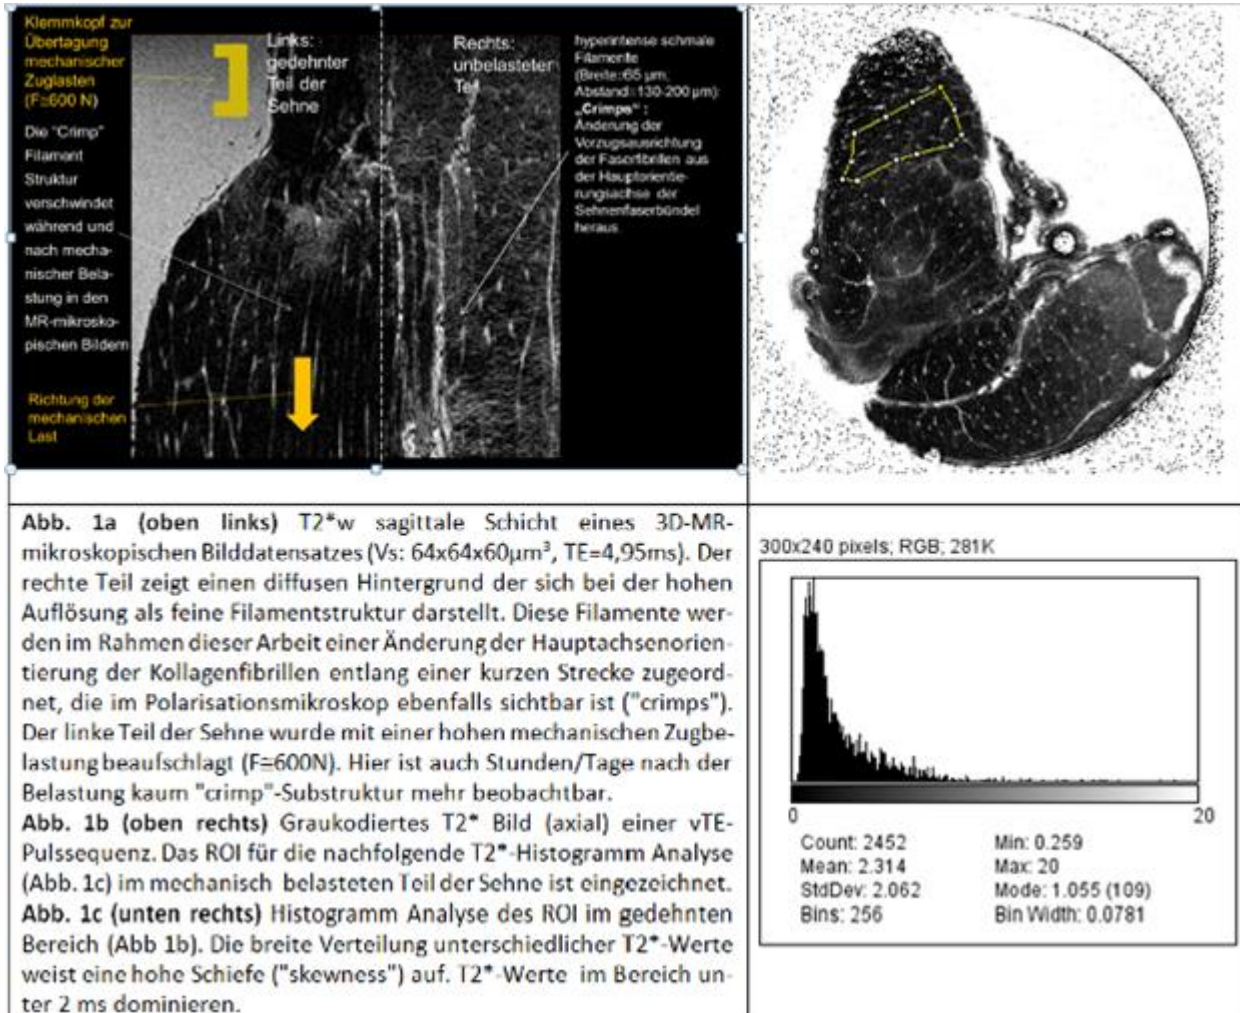 Klemmkopf zur
Übertagung
mechanischer
Zuglasten
(F≅600 N)
Die "Crimp"
Filament
Struktur
verschwindet
während und
nach mecha-
nischer Bela-
stung in den
MR-mikrosko-
pischen Bildern
Richtung der
mechanischen
Last
Links:
gedehnter
Teil der
Sehne
Rechts:
unbelasteter
Teil
hyperintense schmale
Filamente
(Breite:65 µm;
Abstand:130-200 µm):
„Crimps“ :
Änderung der
Vorzugsausrichtung
der Faserfibrillen aus
der Hauptorientie-
rungsachse der
Sehnenfaserbündel
heraus.
Abb. 1a (oben links) T2*w sagittale Schicht eines 3D-MR-
mikroskopischen Bilddatensatzes (Vs: 64x64x60µm³, TE=4,95ms). Der
rechte Teil zeigt einen diffusen Hintergrund der sich bei der hohen
Auflösung als feine Filamentstruktur darstellt. Diese Filamente wer-
den im Rahmen dieser Arbeit einer Änderung der Hauptachsenorien-
tierung der Kollagenfibrillen entlang einer kurzen Strecke zugeord-
net, die im Polarisationsmikroskop ebenfalls sichtbar ist ("crimps").
Der linke Teil der Sehne wurde mit einer hohen mechanischen Zugbe-
lastung beaufschlagt (F≅600N). Hier ist auch Stunden/Tage nach der
Belastung kaum "crimp"-Substruktur mehr beobachtbar.
Abb. 1b (oben rechts) Graukodiertes T2* Bild (axial) einer vTE-
Pulssequenz. Das ROI für die nachfolgende T2*-Histogramm Analyse
(Abb. 1c) im mechanisch belasteten Teil der Sehne ist eingezeichnet.
Abb. 1c (unten rechts) Histogramm Analyse des ROI im gedehnten
Bereich (Abb 1b). Die breite Verteilung unterschiedlicher T2*-Werte
weist eine hohe Schiefe ("skewness") auf. T2*-Werte im Bereich un-
ter 2 ms dominieren.
300x240 pixels; RGB; 281K
0 20
Count: 2452 Min: 0.259
Mean: 2.314 Max: 20
StdDev: 2.062 Mode: 1.055 (109)
Bins: 256 Bin Width: 0.0781